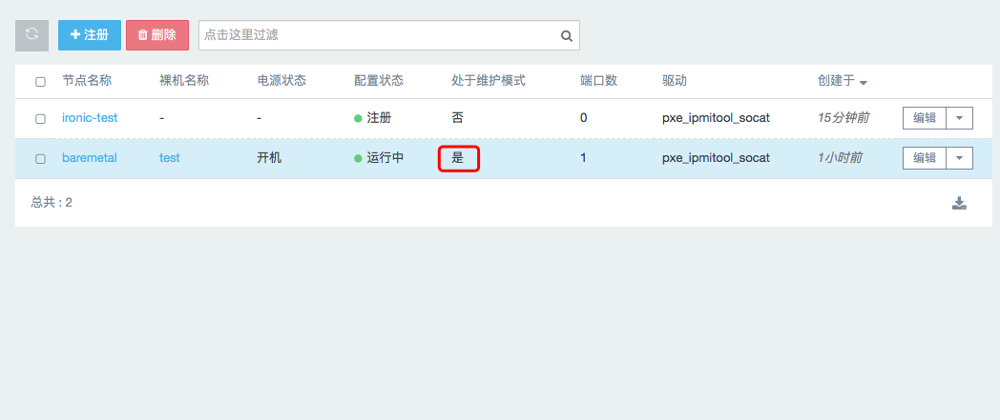 注册 删除 点击这里过滤
节点名称 裸机名称 电源状态 配置状态 处于维护模式 端口数 驱动 创建于
ironic-test - - 注册 否 0 pxe_ipmitool_socat 15分钟前 编辑
baremetal test 开机 运行中 是 1 pxe_ipmitool_socat 1小时前 编辑
总共 : 2